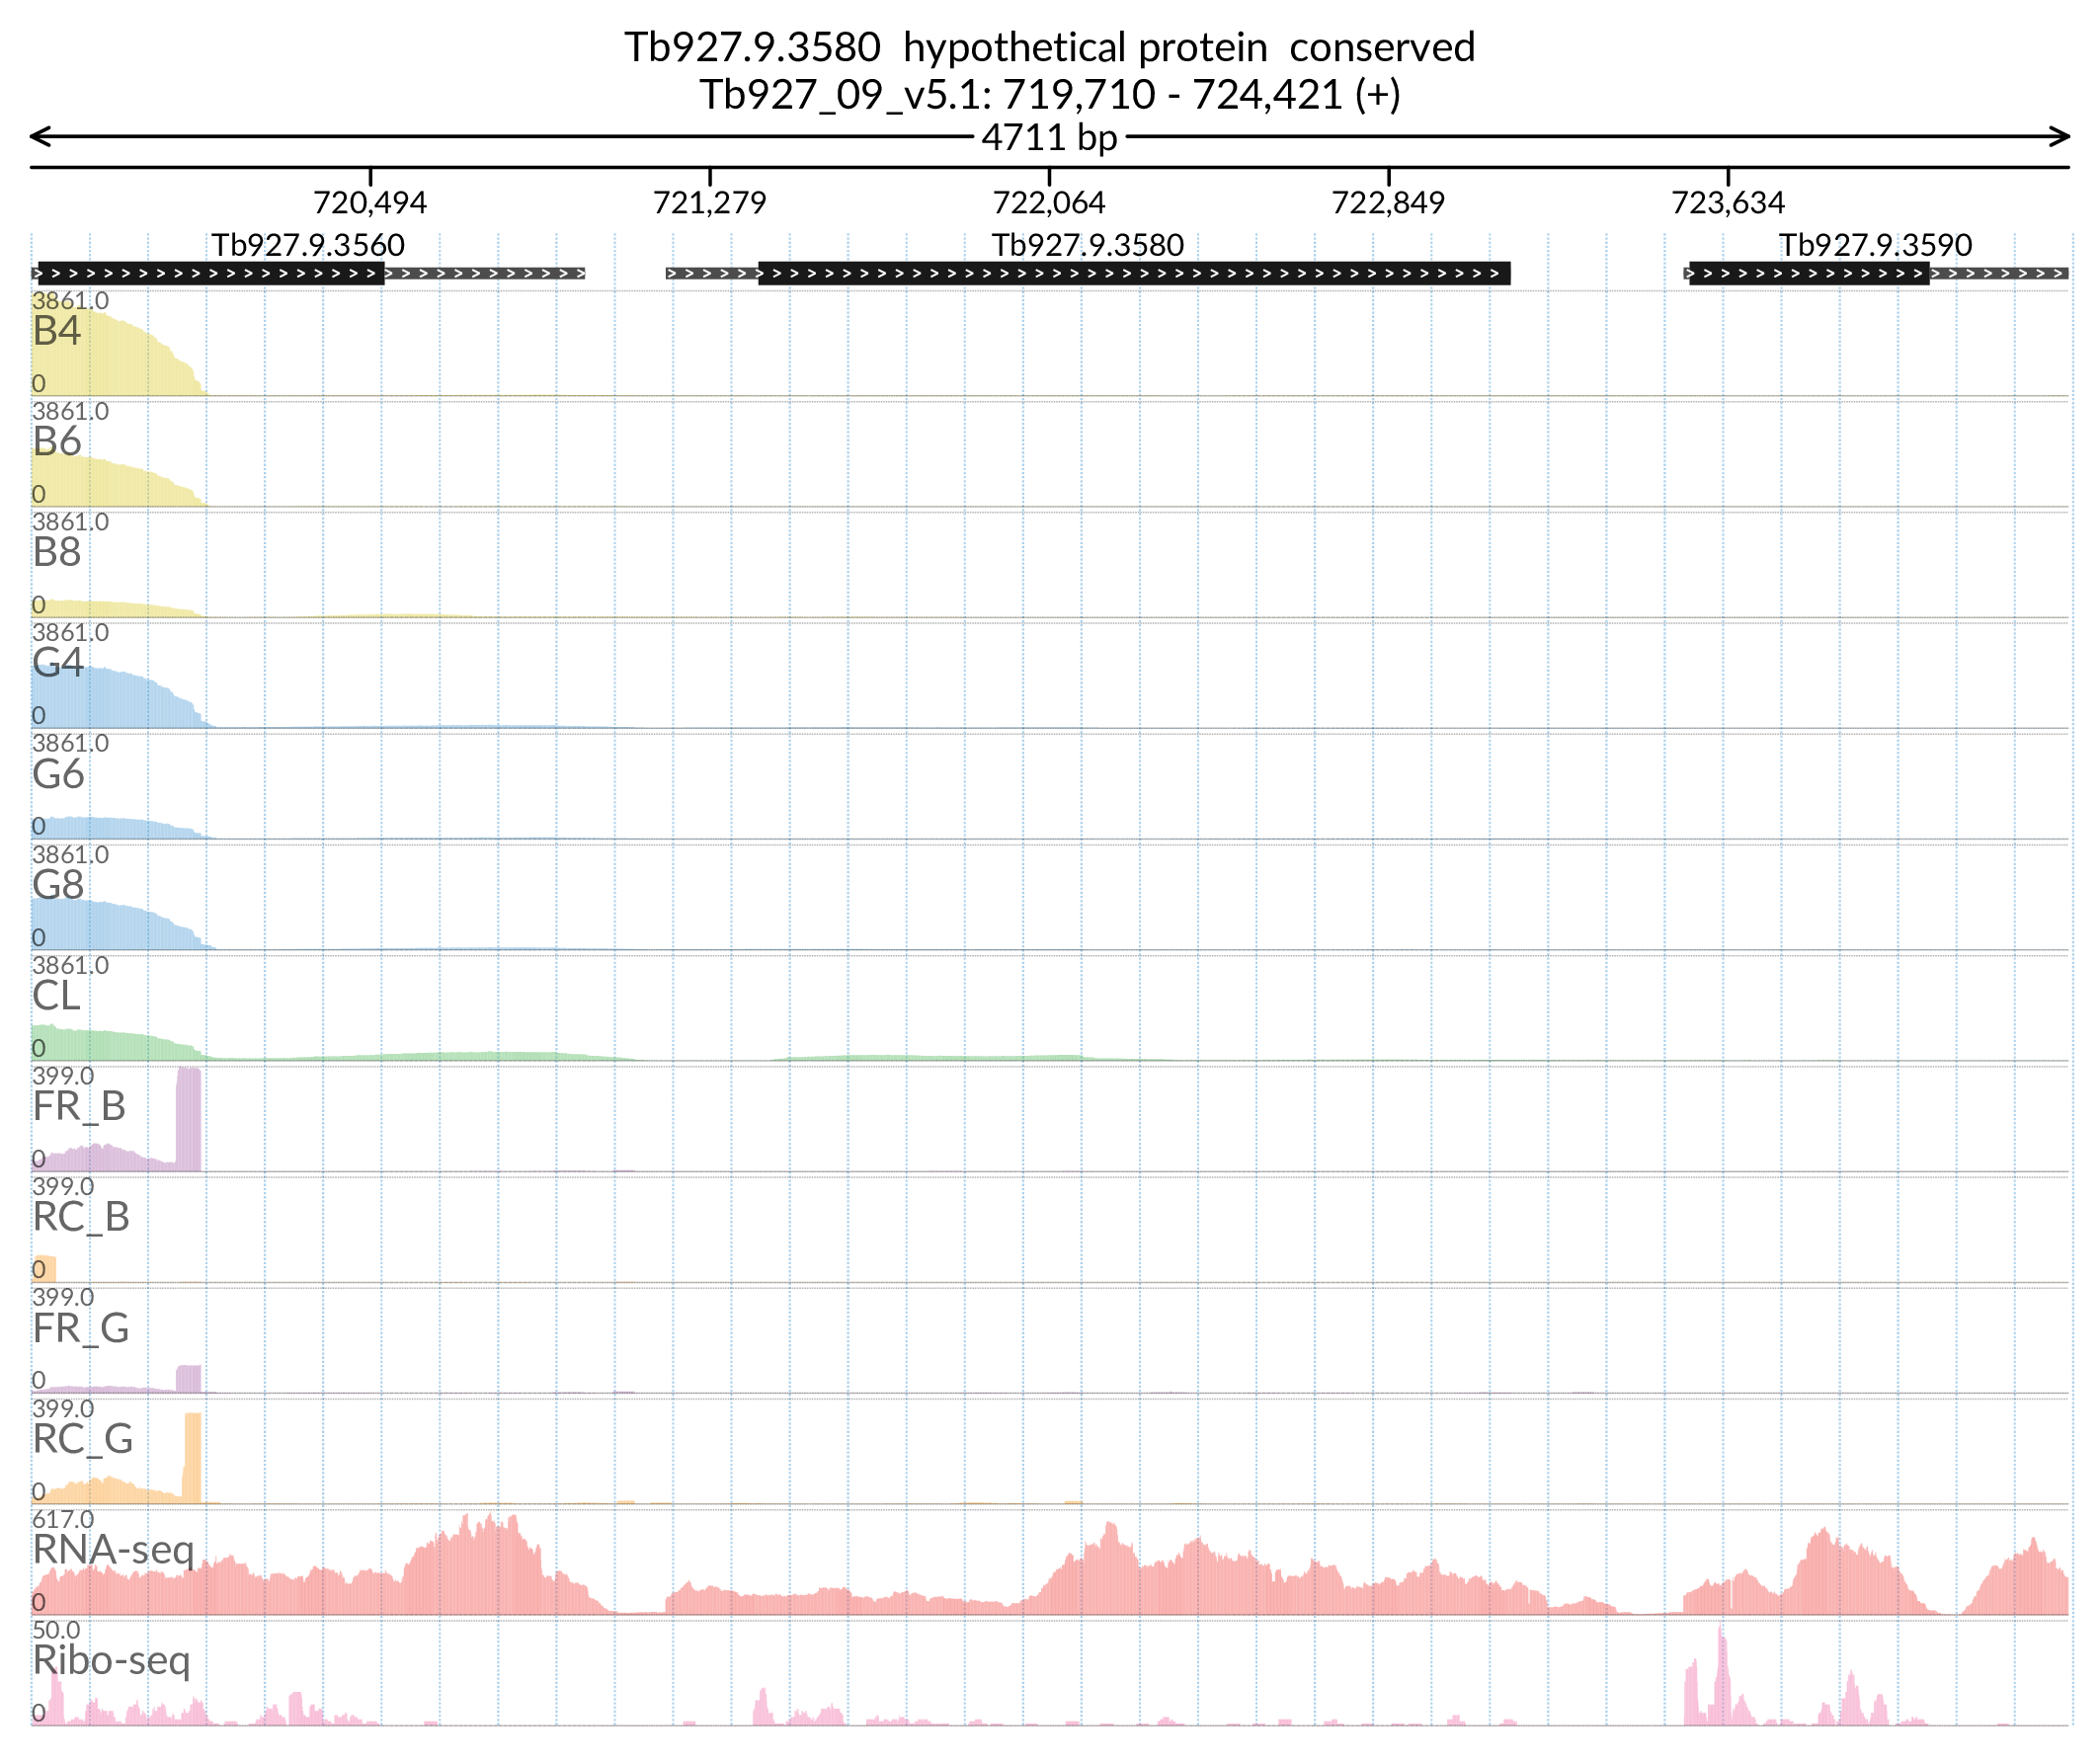 Tb927.9.3580  hypothetical protein  conserved
Tb927_09_v5.1: 719,710 - 724,421 (+)
4711 bp
720,494 721,279 722,064 722,849 723,634
Tb927.9.3560 Tb927.9.3580 Tb927.9.3590
3861.0
B4
0
3861.0
B6
0
3861.0
B8
0
3861.0
G4
0
3861.0
G6
0
3861.0
G8
0
3861.0
CL
0
399.0
FR_B
0
399.0
RC_B
0
399.0
FR_G
0
399.0
RC_G
0
617.0
RNA-seq
0
50.0
Ribo-seq
0